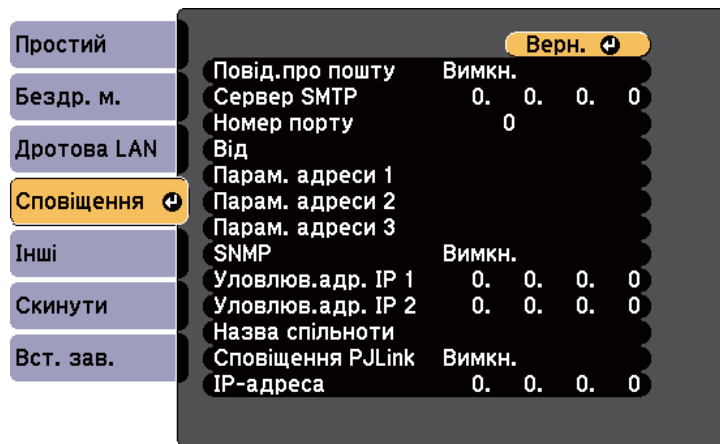 Простий
Бездр. м.
Дротова LAN
Сповіщення
Інші
Скинути
Вст. зав.
Верн.
Повід.про пошту Вимкн.
Сервер SMTP 0. 0. 0. 0
Номер порту 0
Від
Парам. адреси 1
Парам. адреси 2
Парам. адреси 3
SNMP Вимкн.
Уловлюв.адр. IP 1 0. 0. 0. 0
Уловлюв.адр. IP 2 0. 0. 0. 0
Назва спільноти
Сповіщення PJLink Вимкн.
IP-адреса 0. 0. 0. 0